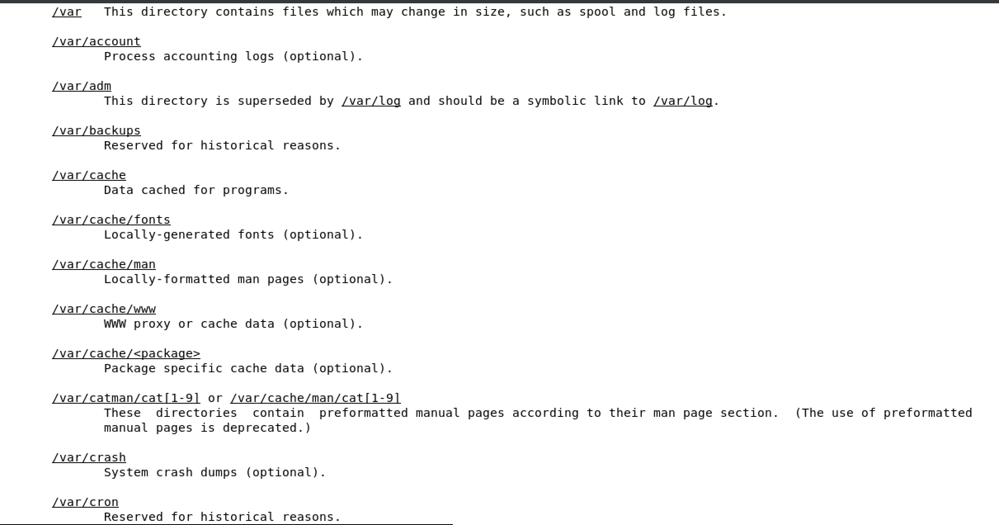 /var   This directory contains files which may change in size, such as spool and log files.
/var/account
Process accounting logs (optional).
/var/adm
This directory is superseded by /var/log and should be a symbolic link to /var/log.
/var/backups
Reserved for historical reasons.
/var/cache
Data cached for programs.
/var/cache/fonts
Locally-generated fonts (optional).
/var/cache/man
Locally-formatted man pages (optional).
/var/cache/www
WWW proxy or cache data (optional).
/var/cache/<package>
Package specific cache data (optional).
/var/catman/cat[1-9] or /var/cache/man/cat[1-9]
These  directories  contain  preformatted manual pages according to their man page section.  (The use of preformatted
manual pages is deprecated.)
/var/crash
System crash dumps (optional).
/var/cron
Reserved for historical reasons.